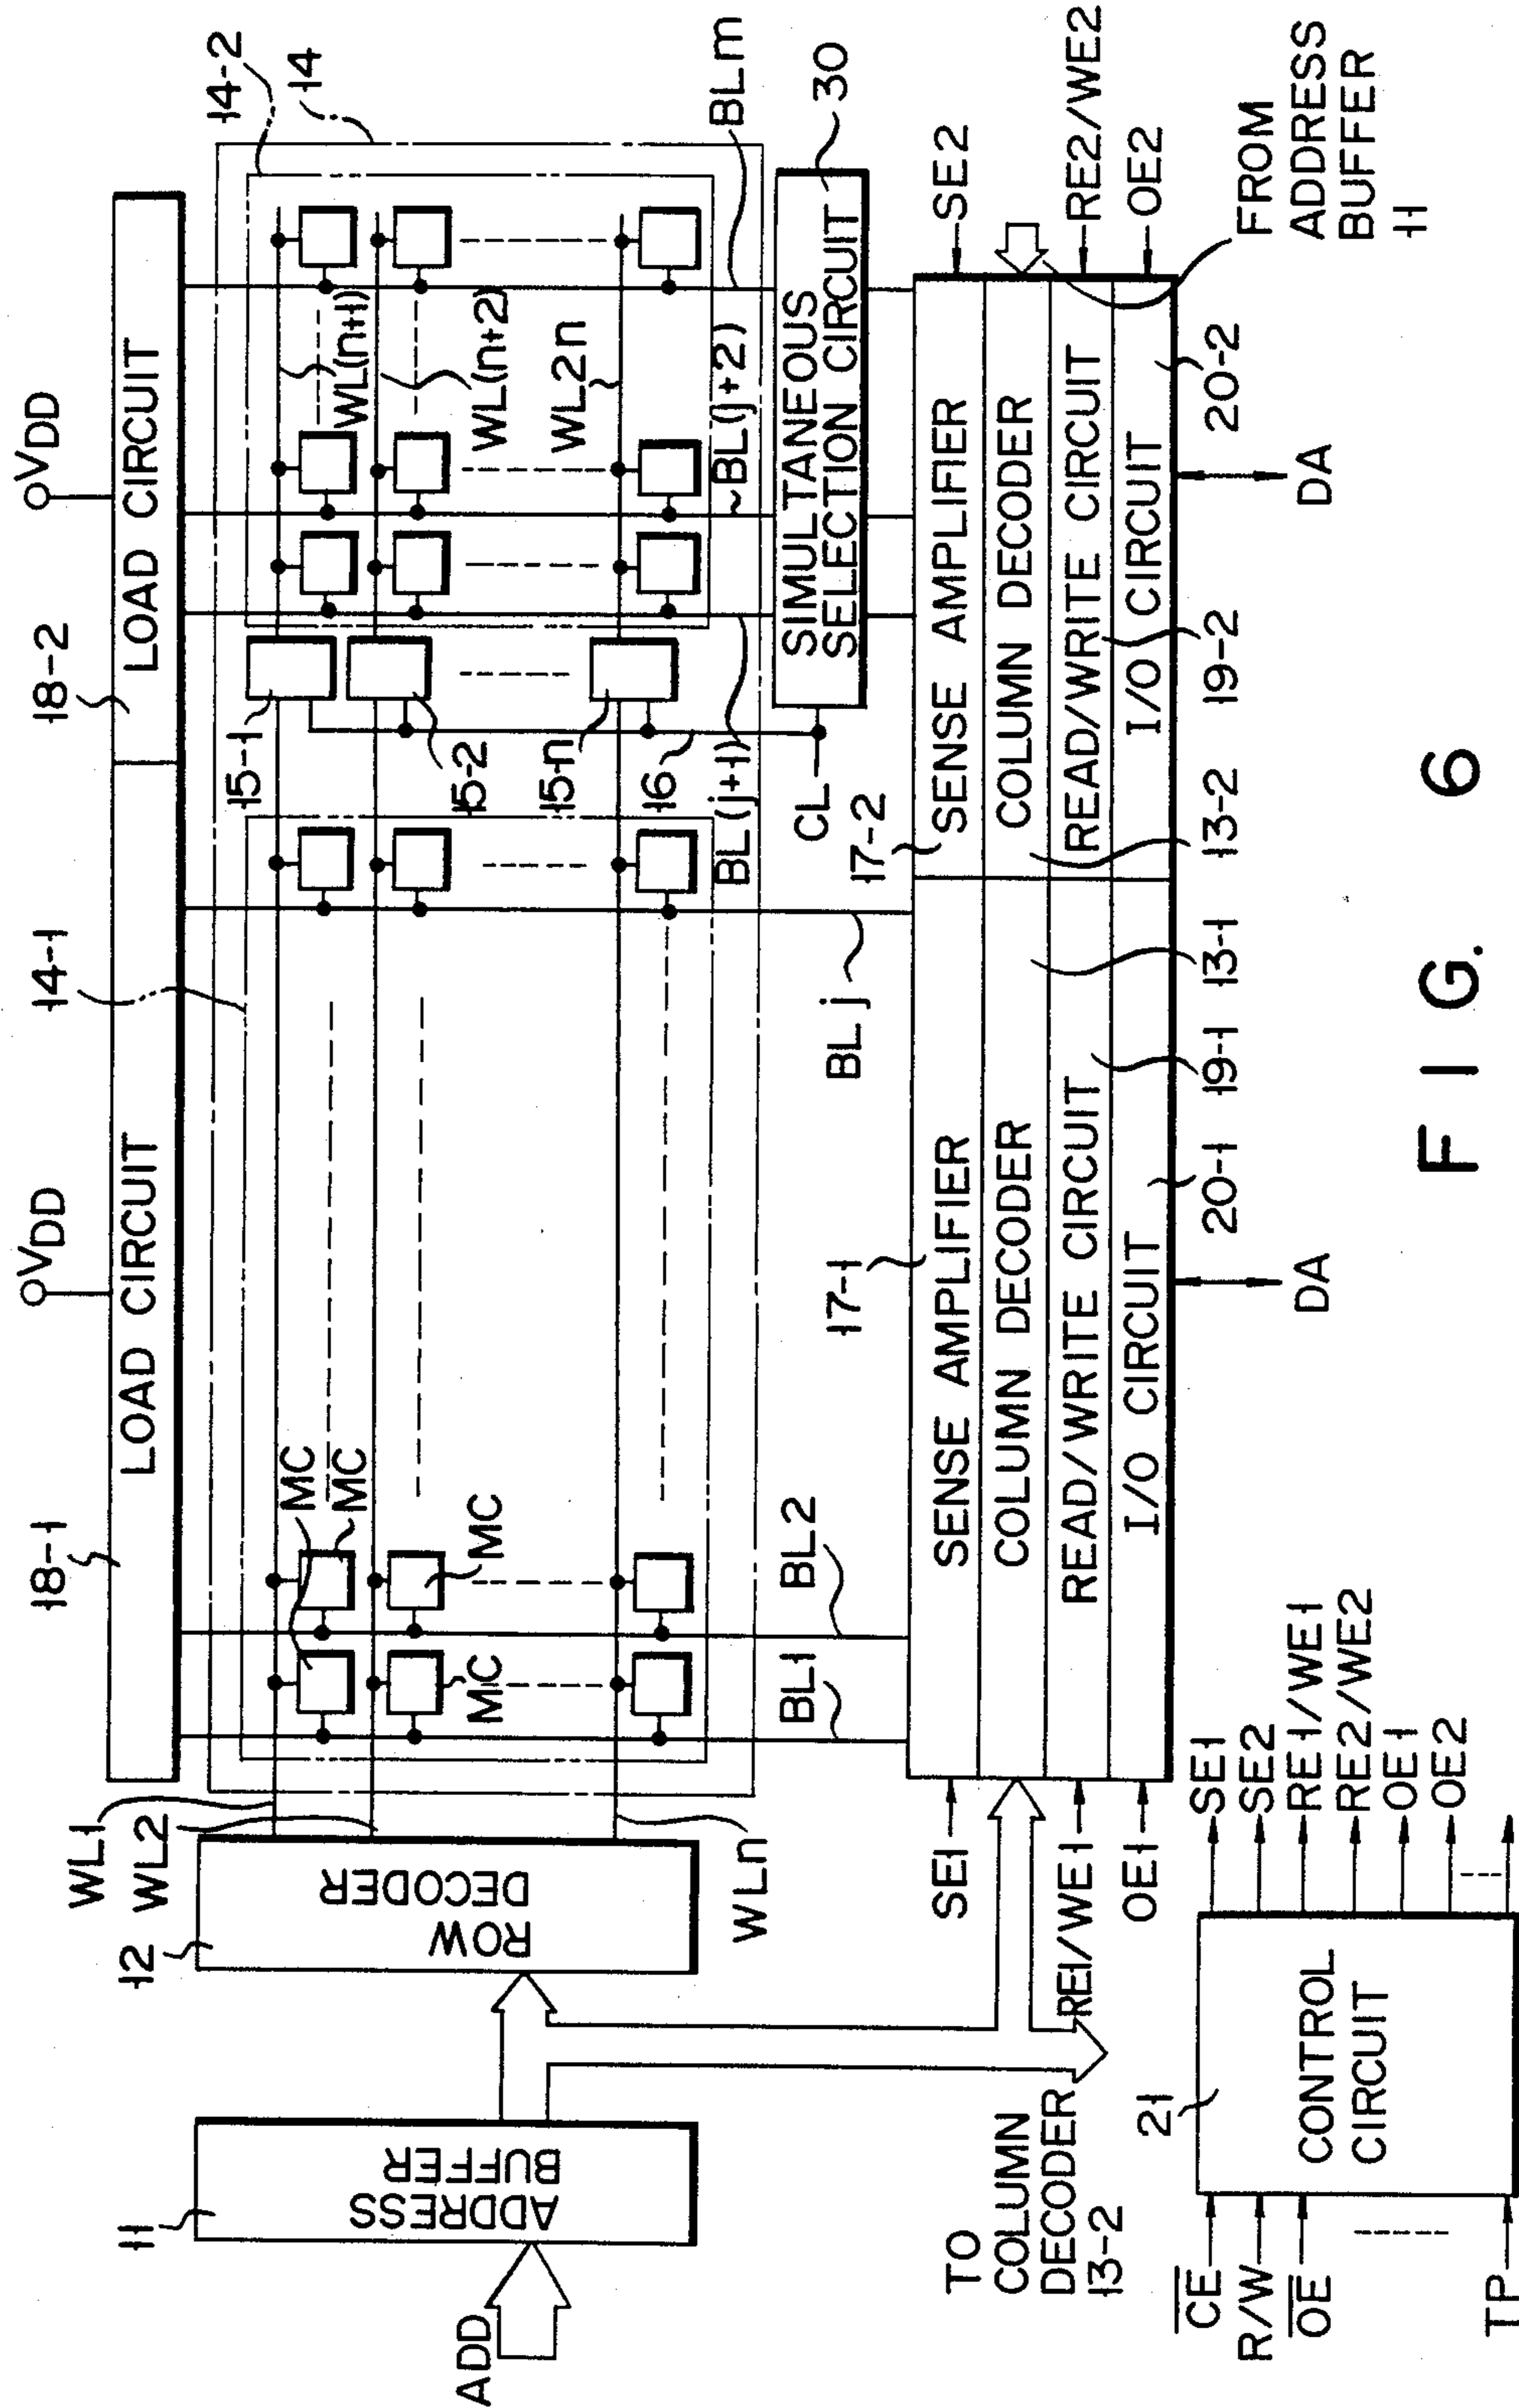 VDD
VDD
18-1
14-1
18-2
LOAD CIRCUIT
LOAD CIRCUIT
14-2
14
WL1
WL2
12
ROW
DECODER
WLn
11
ADDRESS
BUFFER
ADD
MC
MC
MC
MC
15-1
15-2
15-n
16
WL(n+1)
WL(n+2)
WL2n
BL1
BL2
BLj
BL(j+1)
BL(j+2)
BLm
CL
SIMULTANEOUS
SELECTION CIRCUIT
30
17-1
17-2
SE1
SENSE AMPLIFIER
SENSE AMPLIFIER
SE2
COLUMN DECODER
COLUMN DECODER
RE1/WE1
READ/WRITE CIRCUIT
READ/WRITE CIRCUIT
RE2/WE2
OE1
I/O CIRCUIT
I/O CIRCUIT
OE2
20-1
19-1
13-1
13-2
19-2
20-2
FROM
ADDRESS
BUFFER
11
DA
DA
TO
COLUMN
DECODER
13-2
21
CONTROL
CIRCUIT
C̅E̅
R/W
O̅E̅
TP
SE1
SE2
RE1/WE1
RE2/WE2
OE1
OE2
FIG. 6